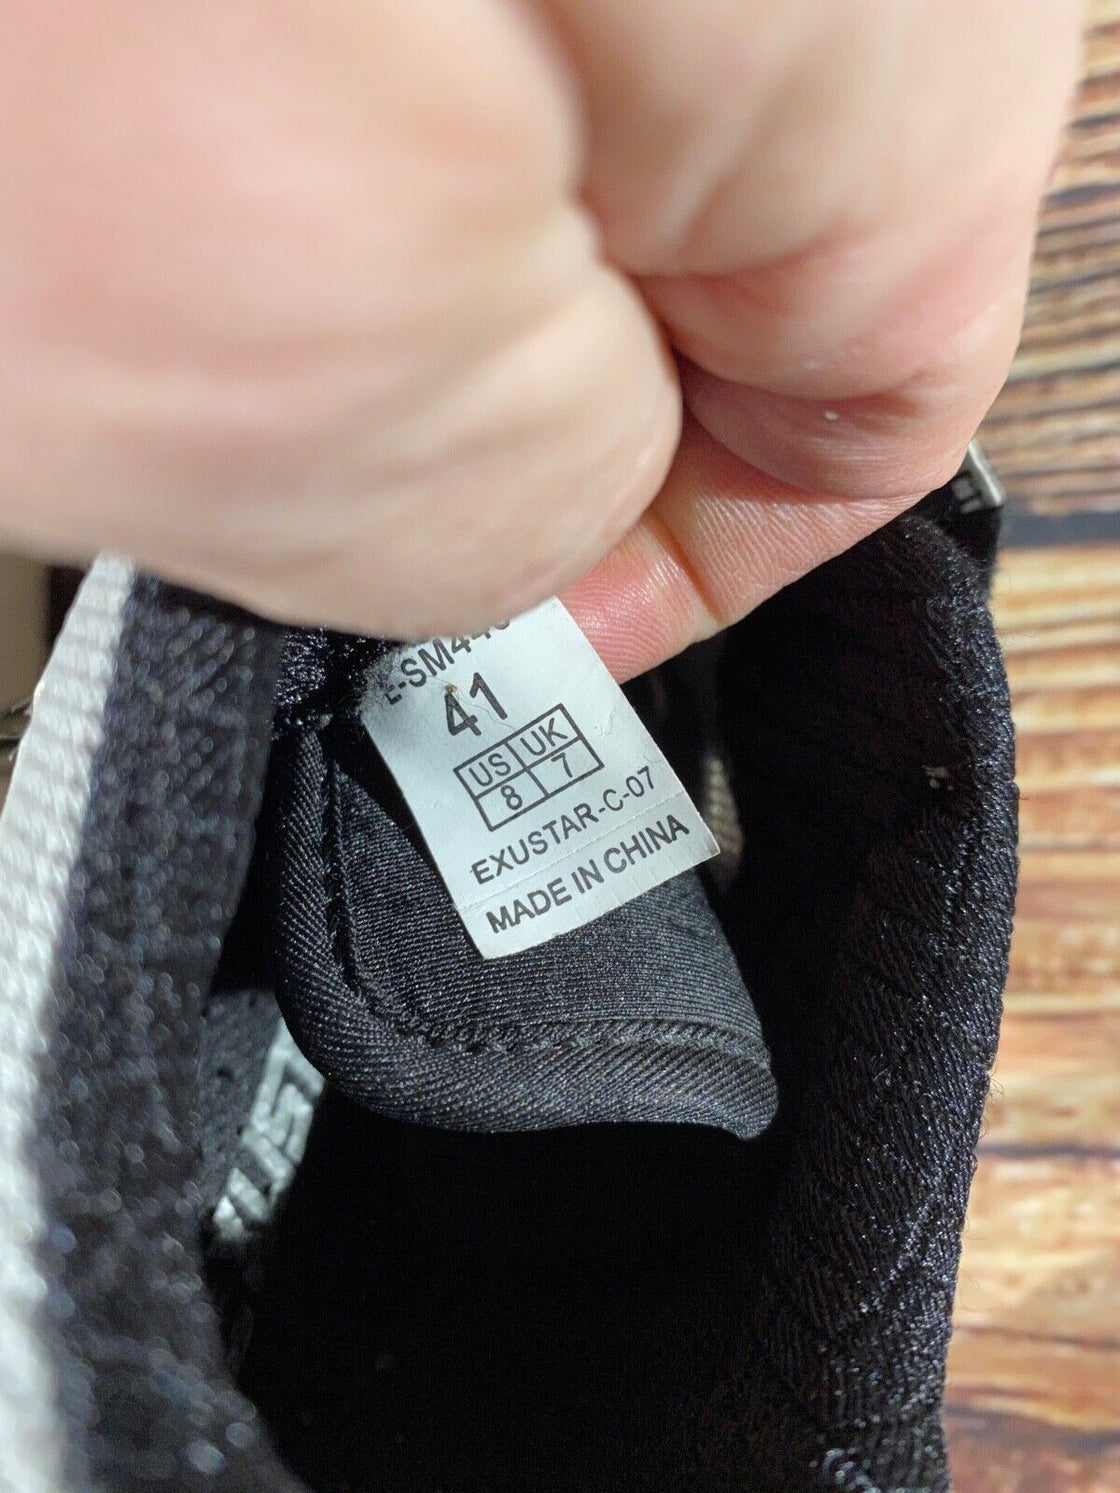 41
US UK
8 7
EXUSTAR-C-07
MADE IN CHINA